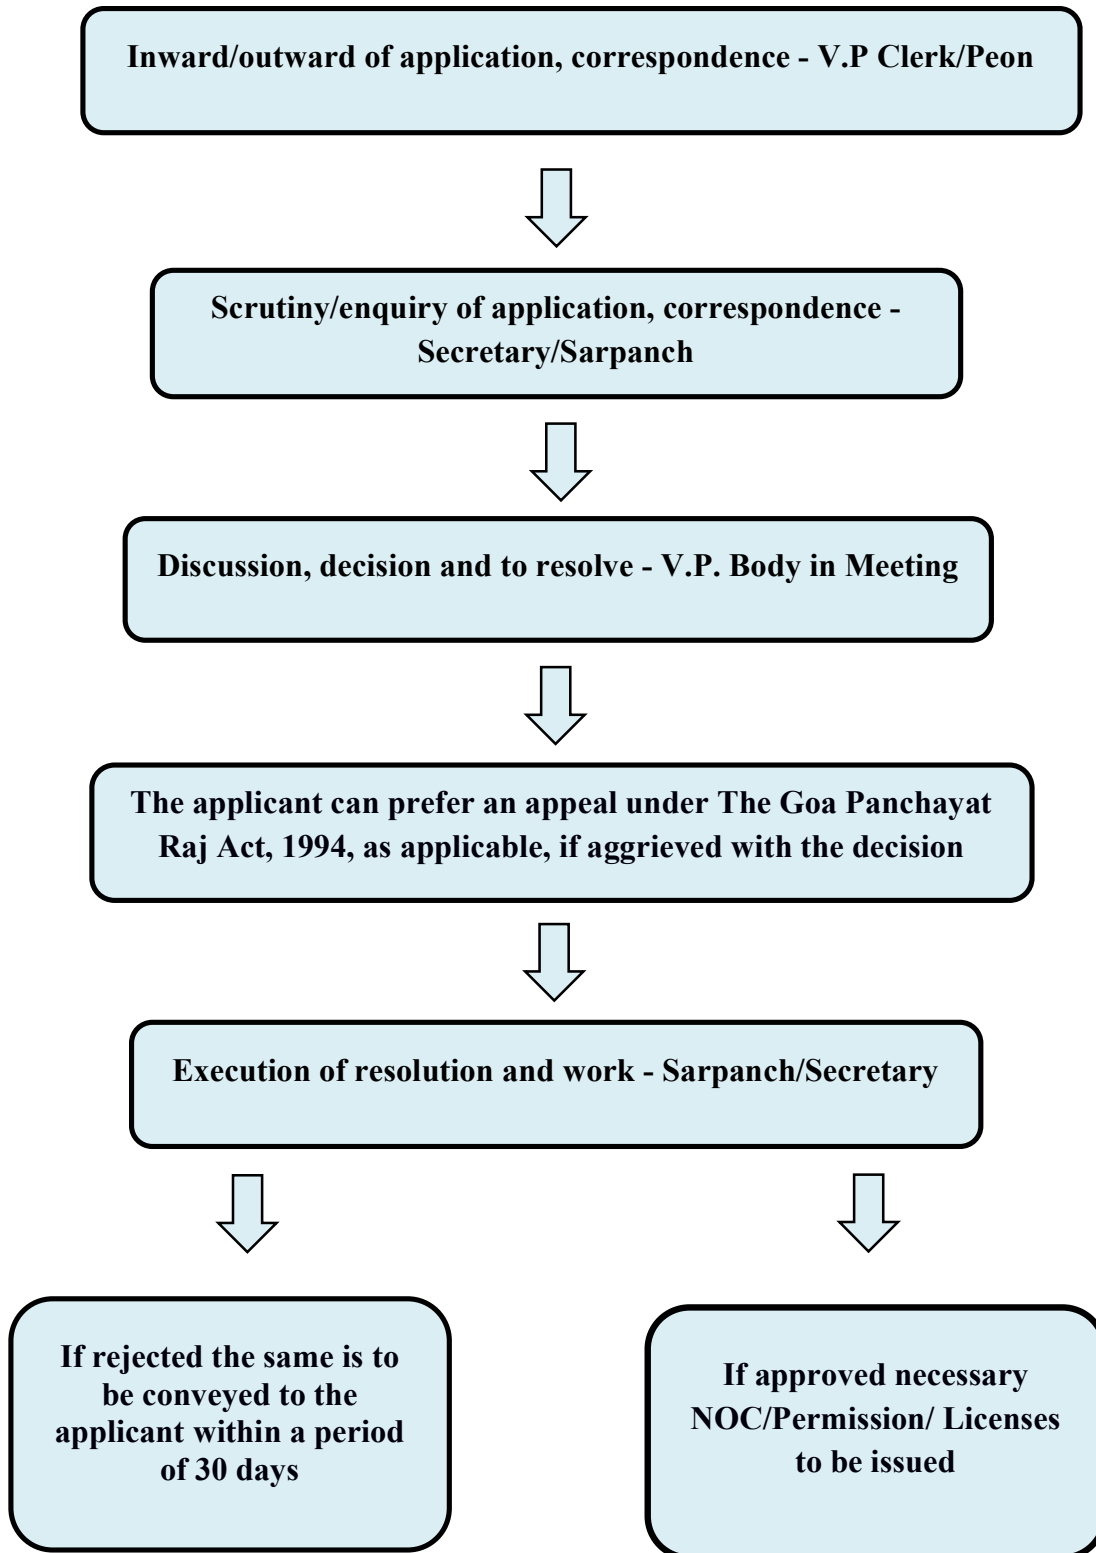 Inward/outward of application, correspondence - V.P Clerk/Peon
Scrutiny/enquiry of application, correspondence -
Secretary/Sarpanch
Discussion, decision and to resolve - V.P. Body in Meeting
The applicant can prefer an appeal under The Goa Panchayat
Raj Act, 1994, as applicable, if aggrieved with the decision
Execution of resolution and work - Sarpanch/Secretary
If rejected the same is to
be conveyed to the
applicant within a period
of 30 days
If approved necessary
NOC/Permission/ Licenses
to be issued